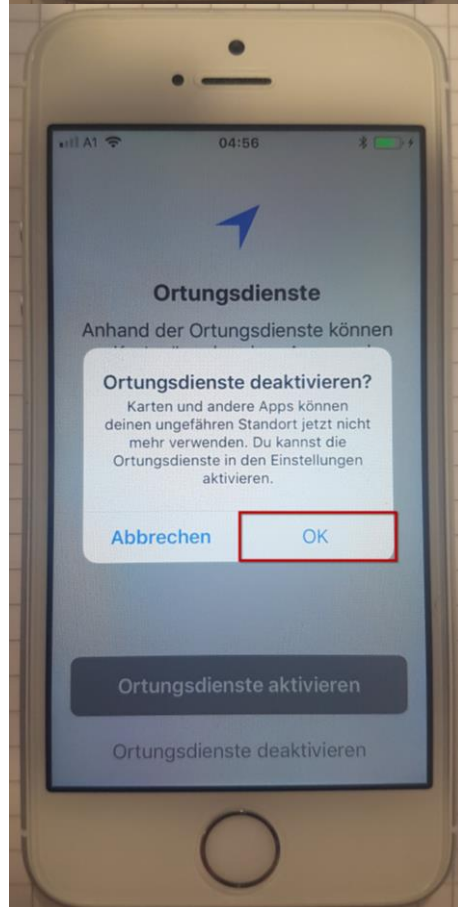 A1
04:56
Ortungsdienste
Anhand der Ortungsdienste können
Ortungsdienste deaktivieren?
Karten und andere Apps können
deinen ungefähren Standort jetzt nicht
mehr verwenden. Du kannst die
Ortungsdienste in den Einstellungen
aktivieren.
Abbrechen OK
Ortungsdienste aktivieren
Ortungsdienste deaktivieren